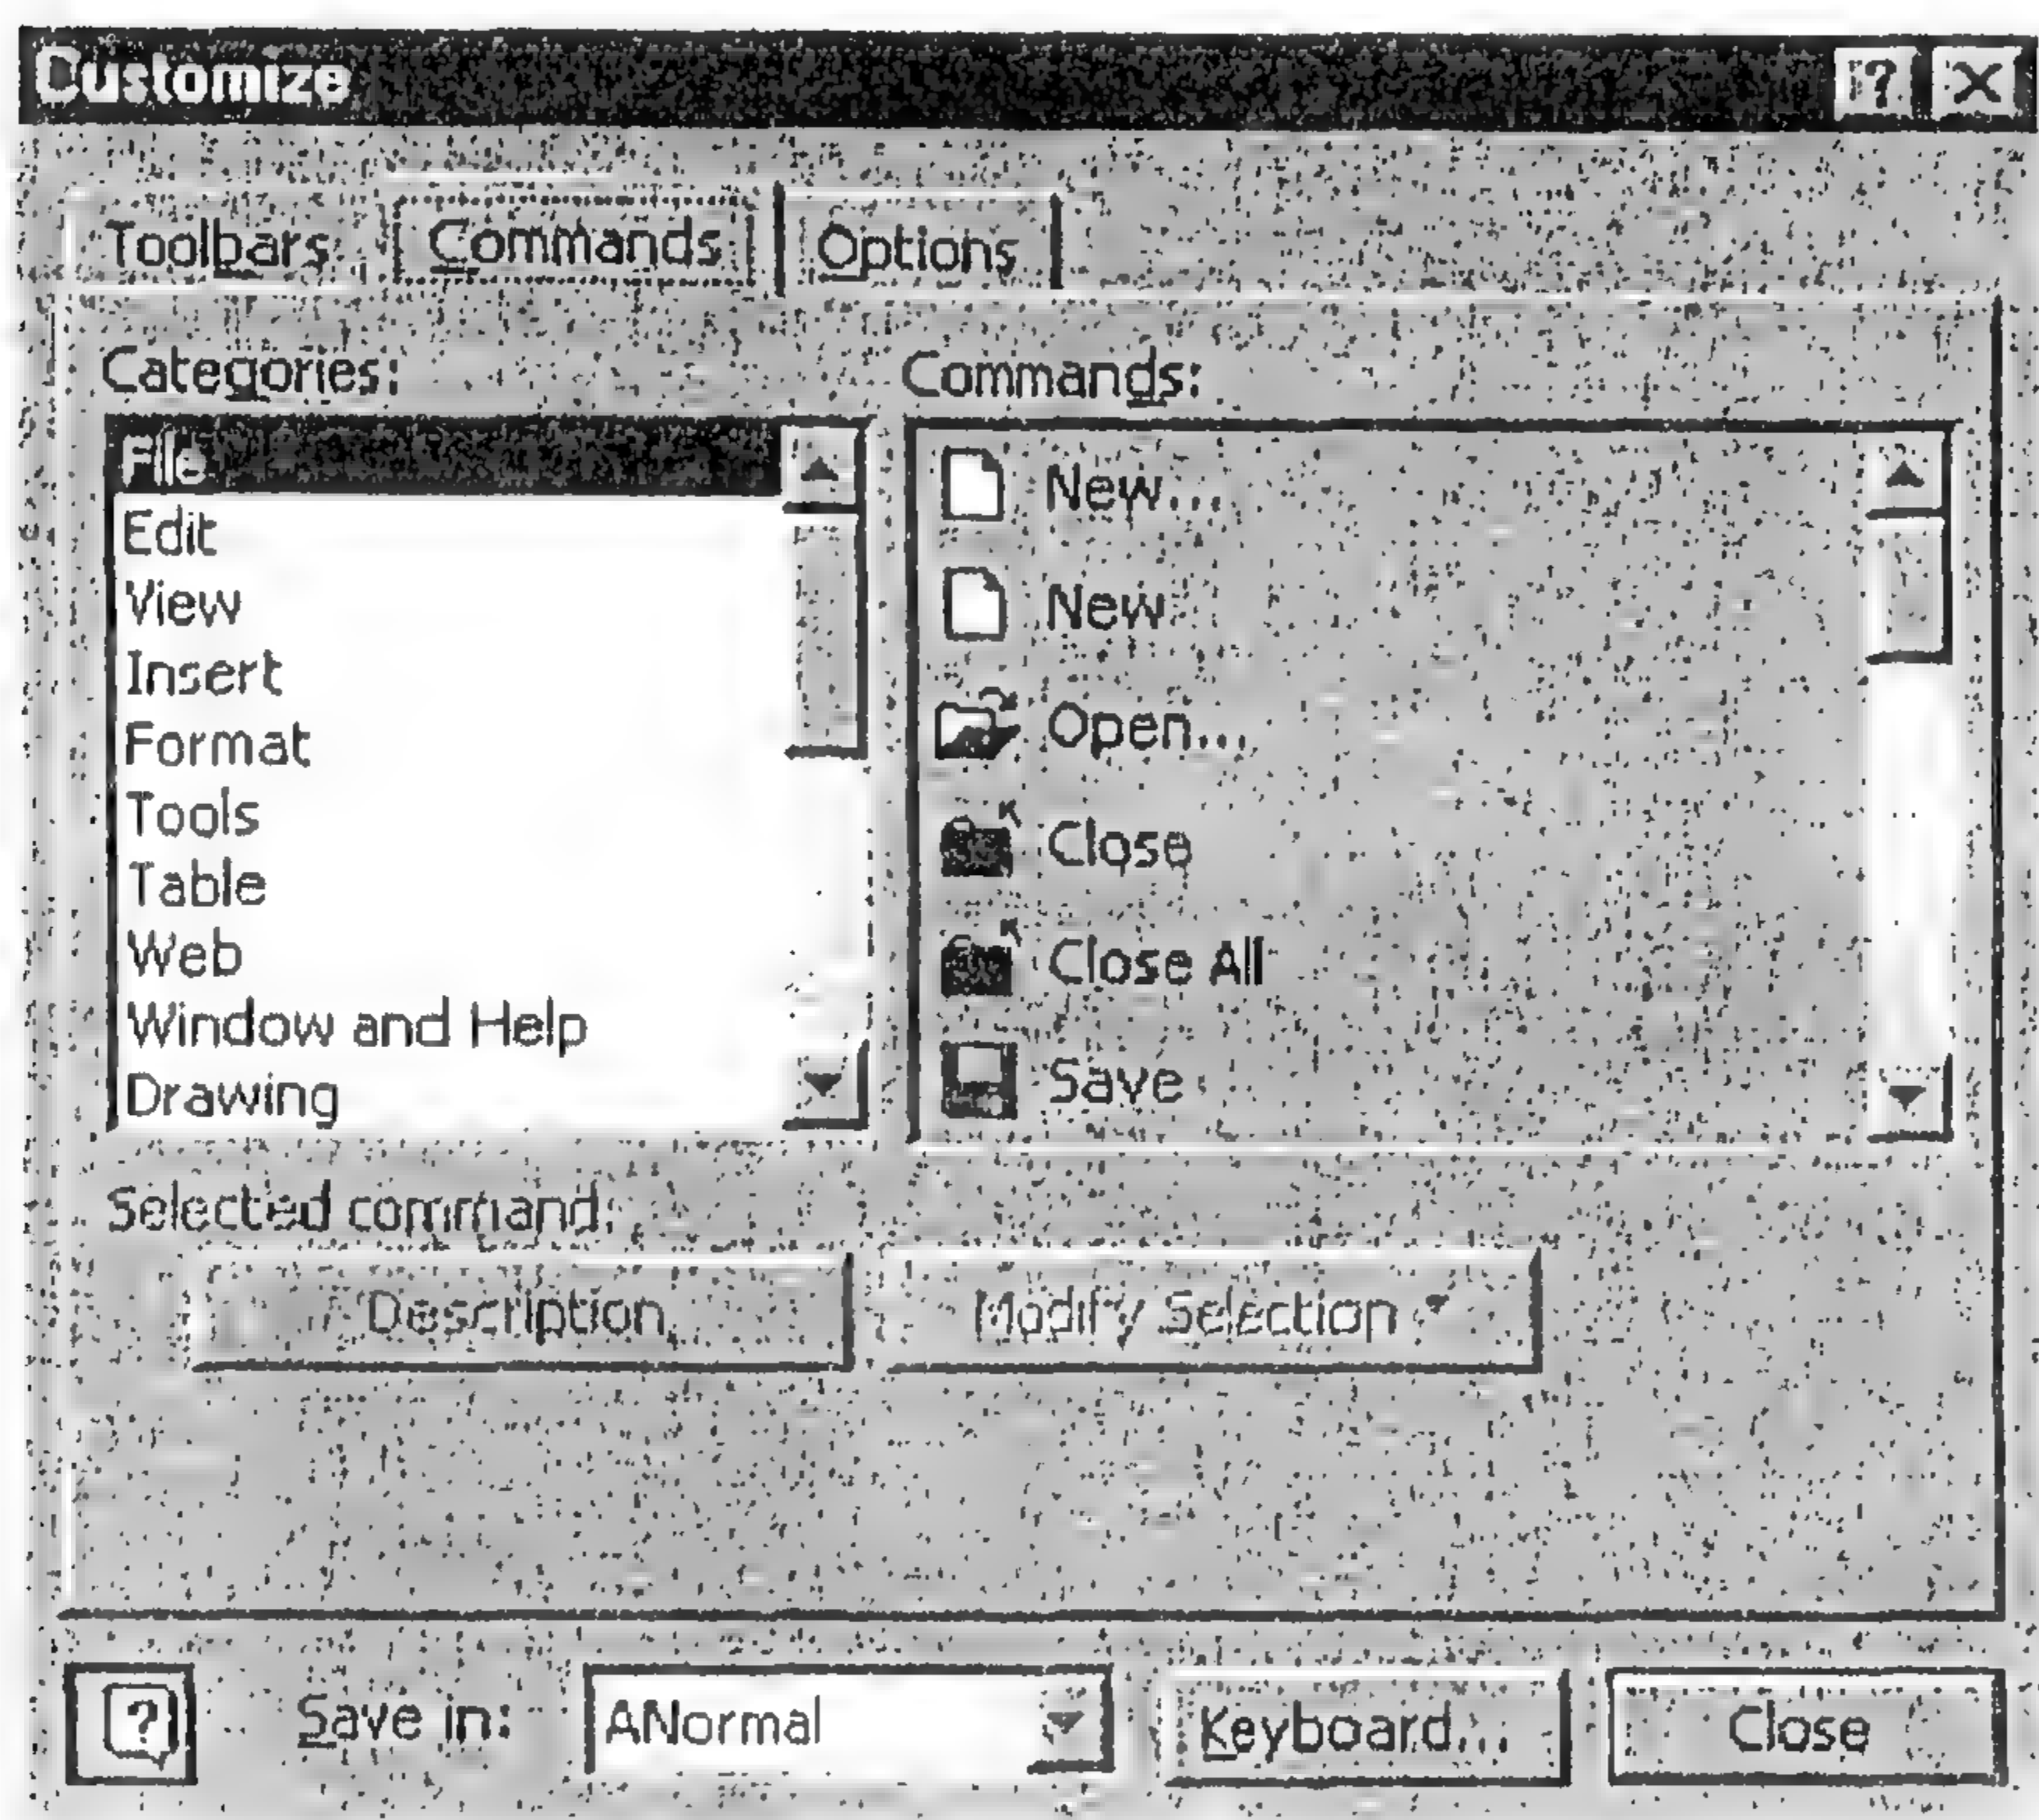 Customize ? X
Toolbars Commands Options
Categories:
File
Edit
View
Insert
Format
Tools
Table
Web
Window and Help
Drawing
Commands:
New...
New
Open...
Close
Close All
Save
Selected command:
Description Modify Selection
? Save in: ANormal Keyboard... Close